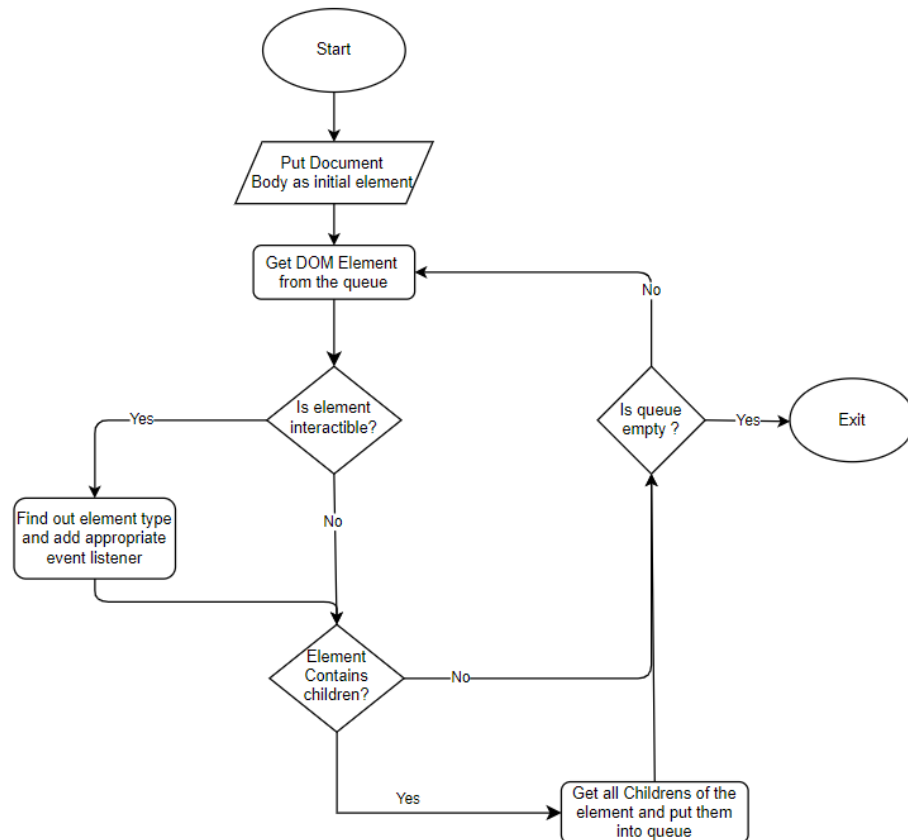 Start
Put Document
Body as initial element
Get DOM Element
from the queue
No
Is element
interactible?
Is queue
empty ?
Yes
Yes
Exit
Find out element type
and add appropriate
event listener
No
Element
Contains
children?
No
Yes
Get all Childrens of the
element and put them
into queue